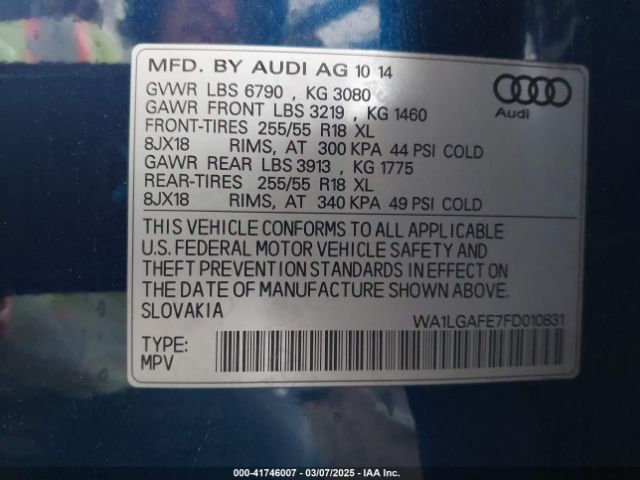 MFD. BY AUDI AG 10 14
GVWR LBS 6790 , KG 3080
GAWR FRONT LBS 3219 , KG 1460
FRONT-TIRES 255/55 R18 XL
8JX18 RIMS, AT 300 KPA 44 PSI COLD
GAWR REAR LBS 3913 , KG 1775
REAR-TIRES 255/55 R18 XL
8JX18 RIMS, AT 340 KPA 49 PSI COLD
Audi
THIS VEHICLE CONFORMS TO ALL APPLICABLE
U.S. FEDERAL MOTOR VEHICLE SAFETY AND
THEFT PREVENTION STANDARDS IN EFFECT ON
THE DATE OF MANUFACTURE SHOWN ABOVE.
SLOVAKIA
WA1LGAFE7FD010831
TYPE:
MPV
000-41746007 — 03/07/2025 — IAA Inc.